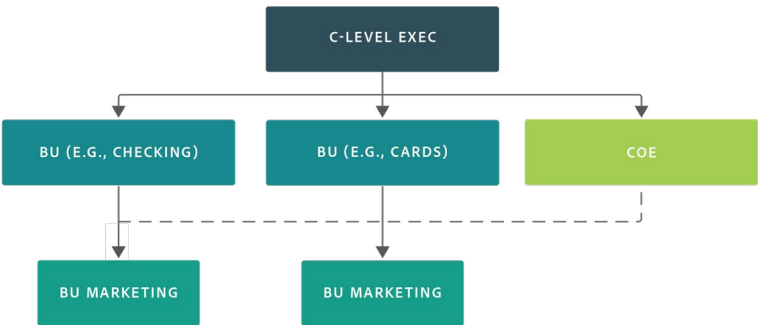 C-LEVEL EXEC
BU (E.G., CHECKING)
BU (E.G., CARDS)
COE
BU MARKETING
BU MARKETING